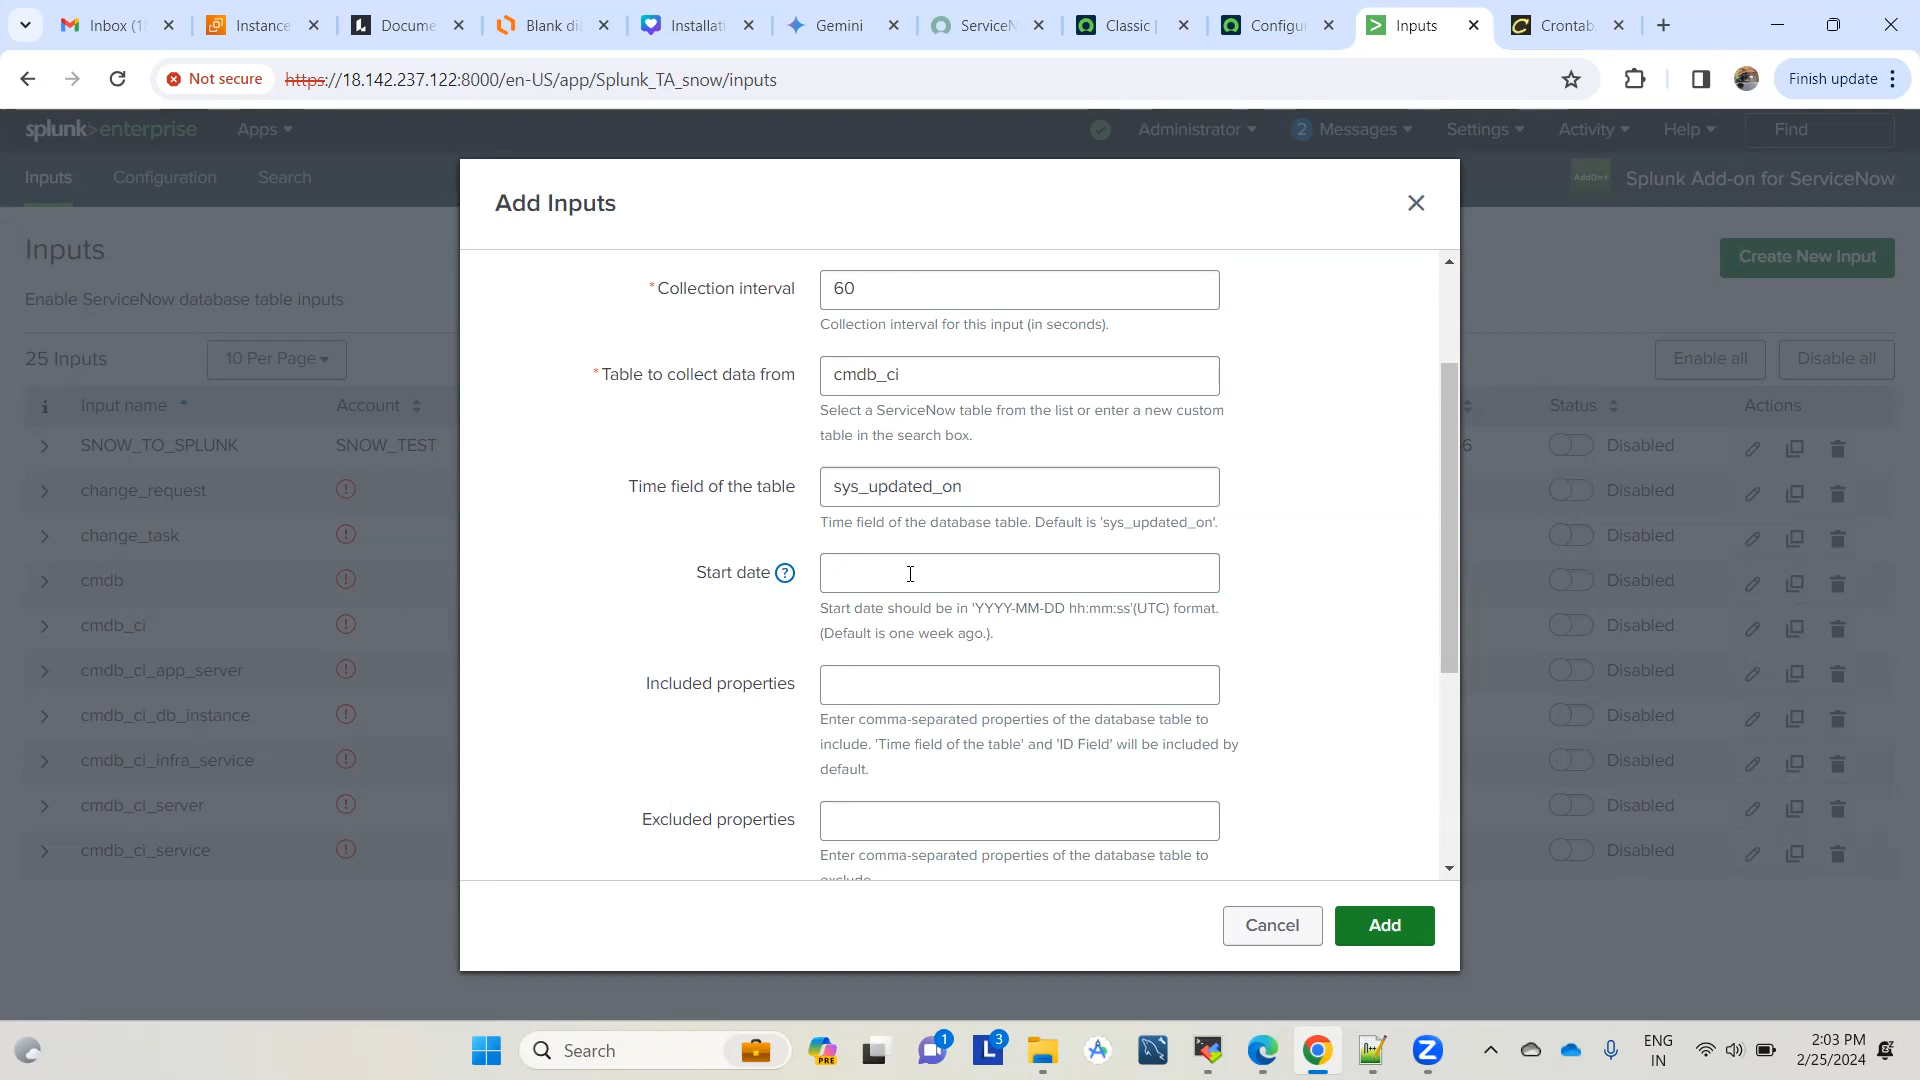 Inbox (1
Instance
Docume
Blank di
Installati
Gemini
ServiceN
Classic |
Configu
Inputs
Crontab
Not secure
https://18.142.237.122:8000/en-US/app/Splunk_TA_snow/inputs
Finish update
splunk>enterprise
Apps
Administrator
2 Messages
Settings
Activity
Help
Find
Inputs
Configuration
Search
AddOn+
Splunk Add-on for ServiceNow
Inputs
Create New Input
Enable ServiceNow database table inputs
25 Inputs
10 Per Page
Enable all
Disable all
i
Input name
Account
Status
Actions
SNOW_TO_SPLUNK
SNOW_TEST
6
Disabled
change_request
Disabled
change_task
Disabled
cmdb
Disabled
cmdb_ci
Disabled
cmdb_ci_app_server
Disabled
cmdb_ci_db_instance
Disabled
cmdb_ci_infra_service
Disabled
cmdb_ci_server
Disabled
cmdb_ci_service
Disabled
Add Inputs
*Collection interval
60
Collection interval for this input (in seconds).
*Table to collect data from
cmdb_ci
Select a ServiceNow table from the list or enter a new custom
table in the search box.
Time field of the table
sys_updated_on
Time field of the database table. Default is 'sys_updated_on'.
Start date ?
Start date should be in 'YYYY-MM-DD hh:mm:ss'(UTC) format.
(Default is one week ago.).
Included properties
Enter comma-separated properties of the database table to
include. 'Time field of the table' and 'ID Field' will be included by
default.
Excluded properties
Enter comma-separated properties of the database table to
exclude.
Cancel
Add
Search
PRE
1
L
3
ENG
IN
2:03 PM
2/25/2024